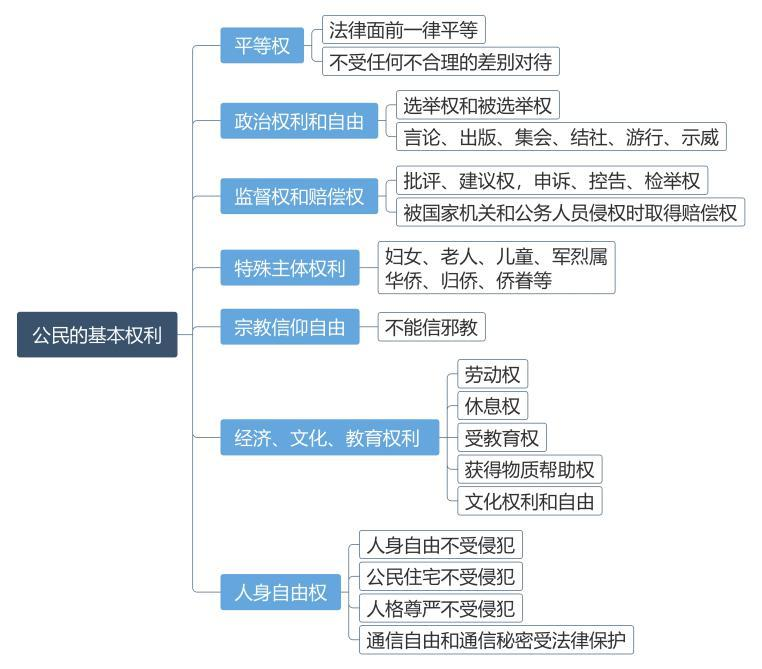 公民的基本权利
平等权
法律面前一律平等
不受任何不合理的差别对待
政治权利和自由
选举权和被选举权
言论、出版、集会、结社、游行、示威
监督权和赔偿权
批评、建议权，申诉、控告、检举权
被国家机关和公务人员侵权时取得赔偿权
特殊主体权利
妇女、老人、儿童、军烈属
华侨、归侨、侨眷等
宗教信仰自由
不能信邪教
经济、文化、教育权利
劳动权
休息权
受教育权
获得物质帮助权
文化权利和自由
人身自由权
人身自由不受侵犯
公民住宅不受侵犯
人格尊严不受侵犯
通信自由和通信秘密受法律保护